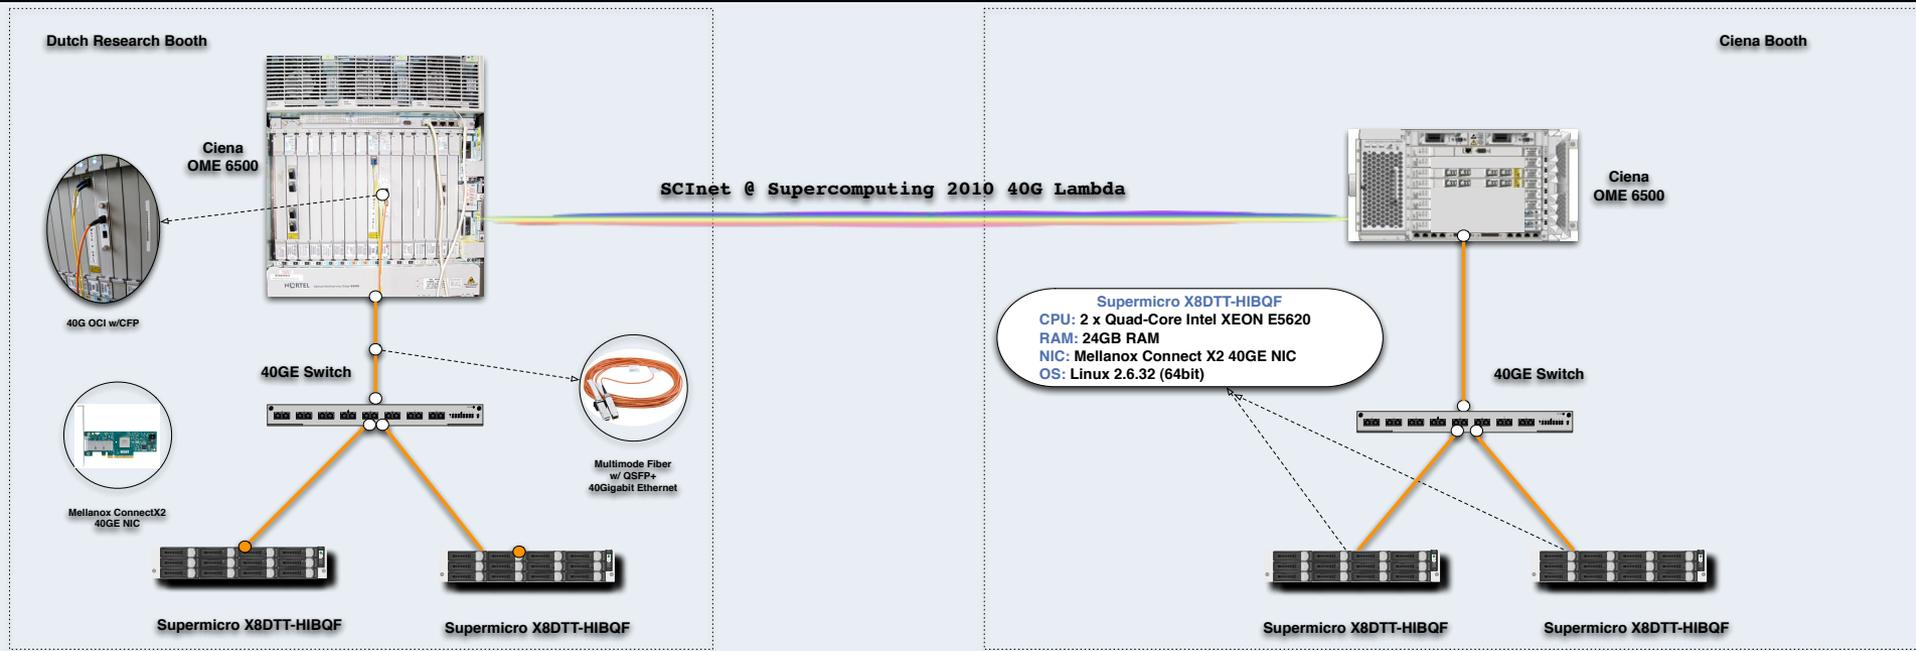 Dutch Research Booth
Ciena Booth
Ciena
OME 6500
SCInet @ Supercomputing 2010 40G Lambda
Ciena
OME 6500
NORTEL
40G OCI w/CFP
Supermicro X8DTT-HIBQF
CPU: 2 x Quad-Core Intel XEON E5620
RAM: 24GB RAM
NIC: Mellanox Connect X2 40GE NIC
OS: Linux 2.6.32 (64bit)
40GE Switch
40GE Switch
Multimode Fiber
w/ QSFP+
40Gigabit Ethernet
Mellanox ConnectX2
40GE NIC
Supermicro X8DTT-HIBQF
Supermicro X8DTT-HIBQF
Supermicro X8DTT-HIBQF
Supermicro X8DTT-HIBQF